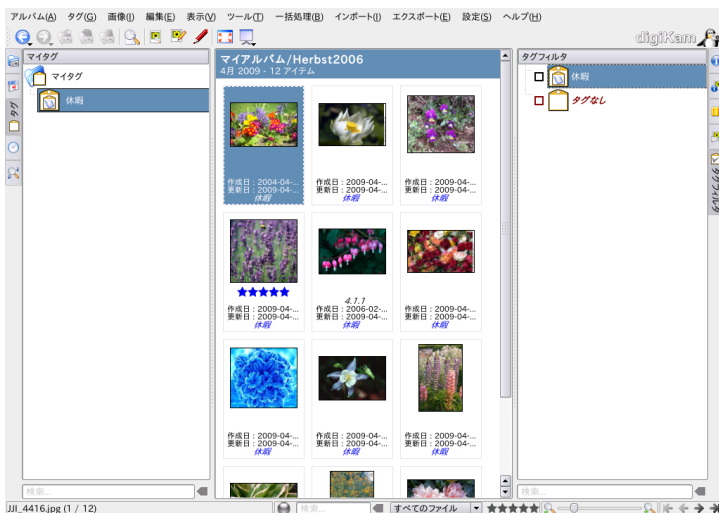 アルバム(A) タグ(G) 画像(I) 編集(E) 表示(V) ツール(T) 一括処理(B) インポート(I) エクスポート(E) 設定(S) ヘルプ(H)
digiKam
マイタグ
マイタグ
休暇
タグ
マイアルバム/Herbst2006
4月 2009 - 12 アイテム
作成日 : 2004-04-...
更新日 : 2009-04-...
休暇
作成日 : 2009-04-...
更新日 : 2009-04-...
休暇
作成日 : 2009-04-...
更新日 : 2009-04-...
休暇
作成日 : 2009-04-...
更新日 : 2009-04-...
休暇
4.1.1
作成日 : 2006-02-...
更新日 : 2009-04-...
休暇
作成日 : 2009-04-...
更新日 : 2009-04-...
休暇
作成日 : 2009-04-...
更新日 : 2009-04-...
休暇
作成日 : 2009-04-...
更新日 : 2009-04-...
休暇
作成日 : 2009-04-...
更新日 : 2009-04-...
休暇
タグフィルタ
休暇
タグなし
タグフィルタ
検索...
検索...
JJI_4416.jpg (1 / 12)
検索...
すべてのファイル